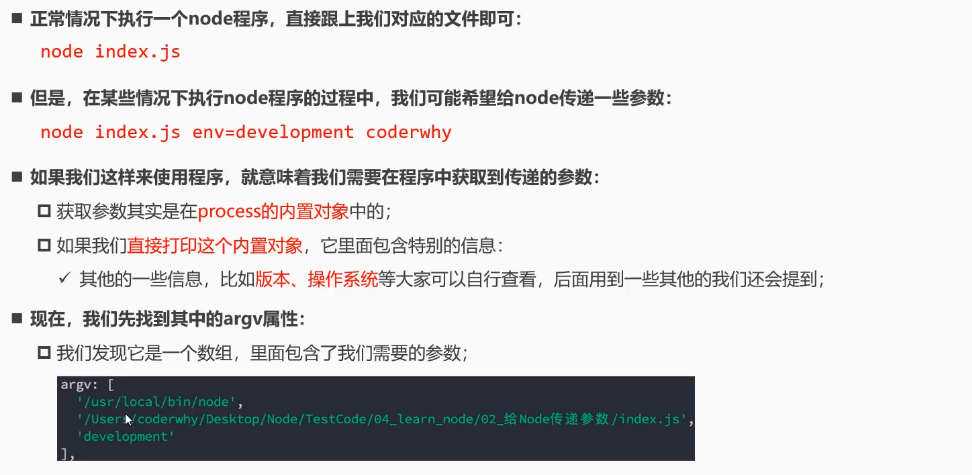 正常情况下执行一个node程序，直接跟上我们对应的文件即可：
node index.js
但是，在某些情况下执行node程序的过程中，我们可能希望给node传递一些参数：
node index.js env=development coderwhy
如果我们这样来使用程序，就意味着我们需要在程序中获取到传递的参数：
获取参数其实是在process的内置对象中的；
如果我们直接打印这个内置对象，它里面包含特别的信息：
其他的一些信息，比如版本、操作系统等大家可以自行查看，后面用到一些其他的我们还会提到；
现在，我们先找到其中的argv属性：
我们发现它是一个数组，里面包含了我们需要的参数；
argv: [
'/usr/local/bin/node',
'/Users/coderwhy/Desktop/Node/TestCode/04_learn_node/02_给Node传递参数/index.js',
'development'
],